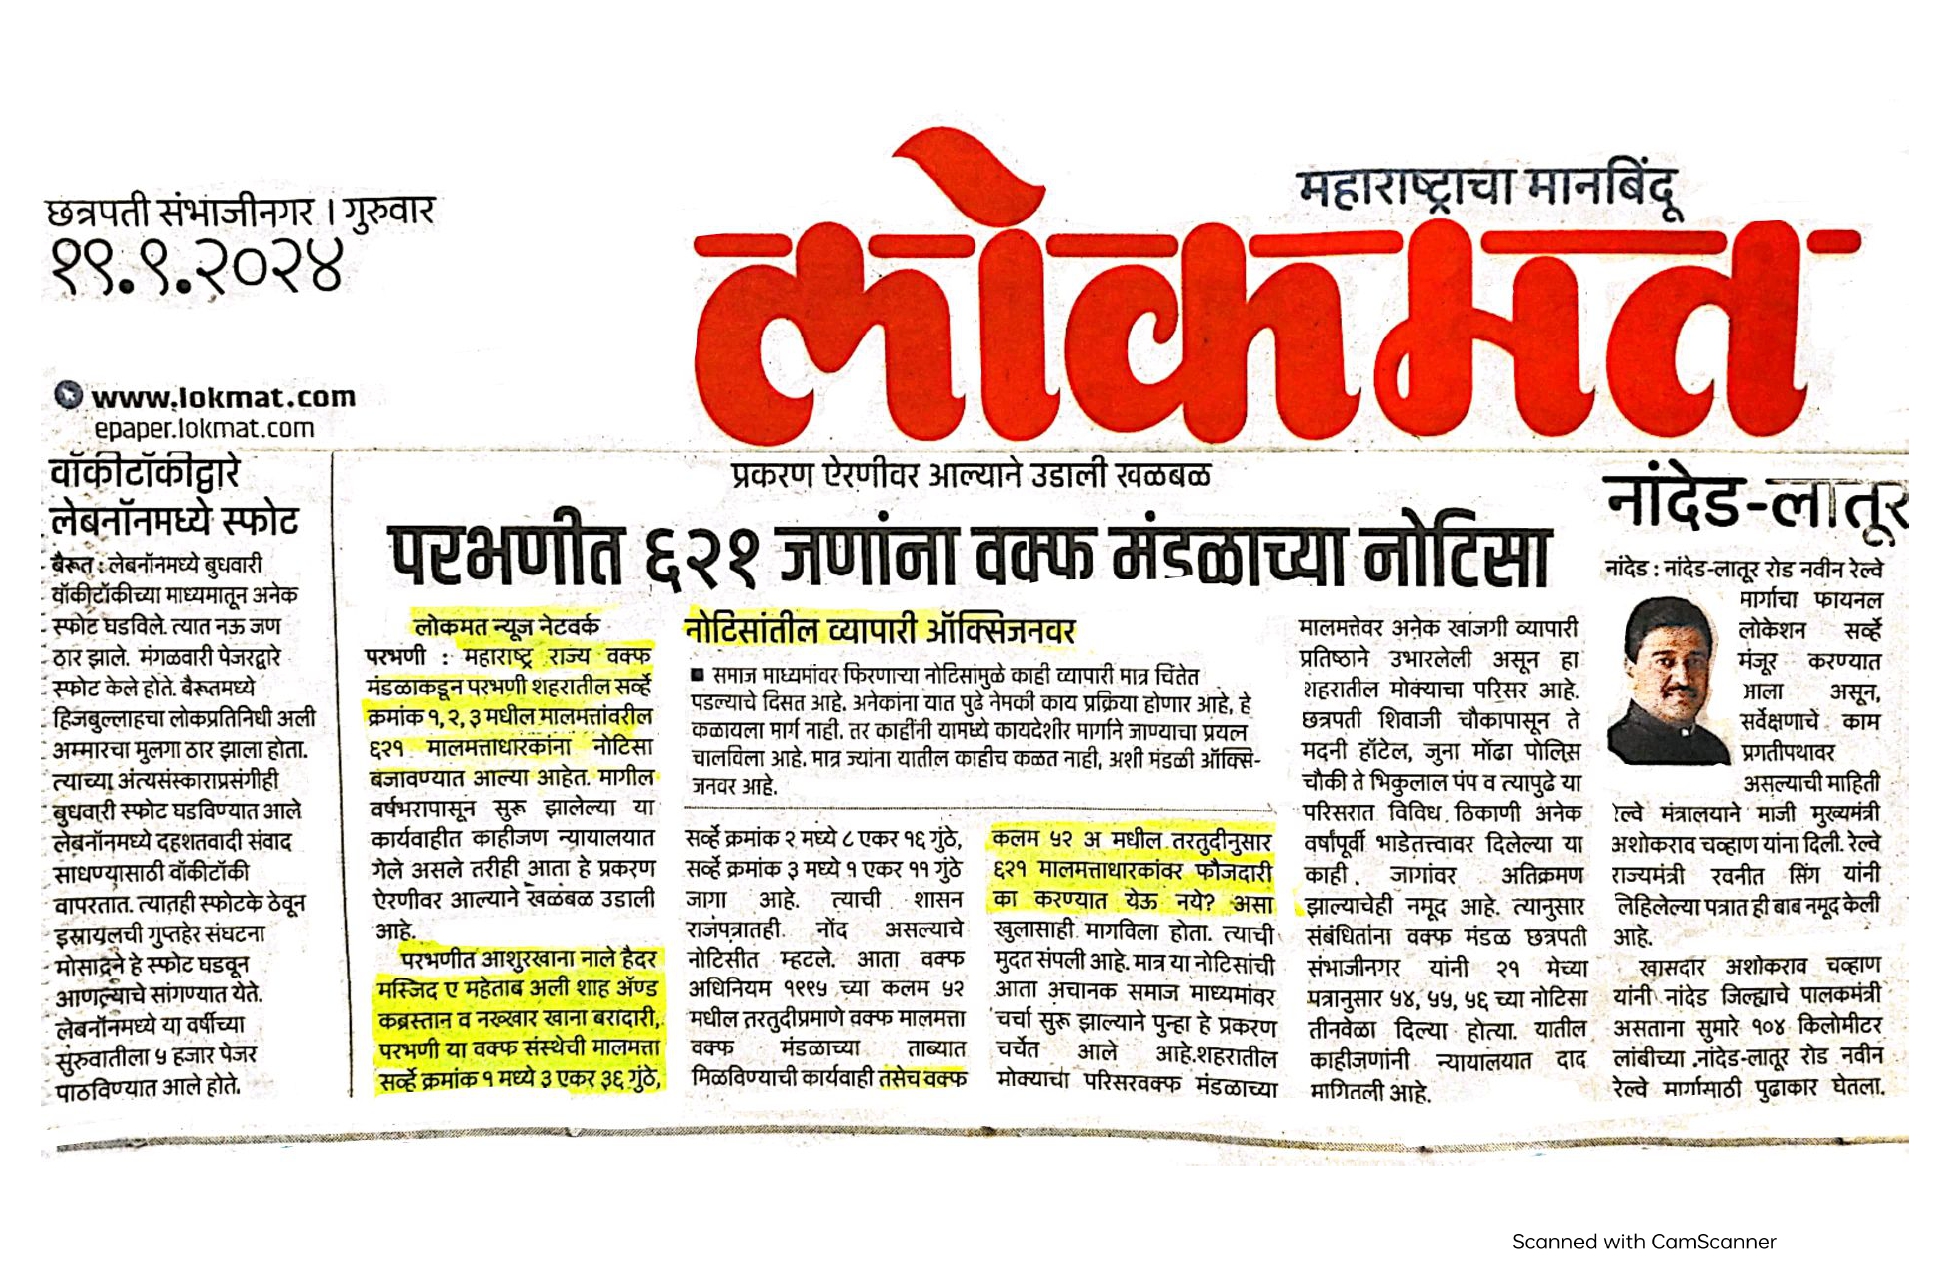 छत्रपती संभाजीनगर । गुरुवार
१९.९.२०२४
महाराष्ट्राचा मानबिंदू
लोकमत
www.lokmat.com
epaper.lokmat.com
वॉकीटॉकीद्वारे
लेबनॉनमध्ये स्फोट
बैरूत : लेबनॉनमध्ये बुधवारी
वॉकीटॉकीच्या माध्यमातून अनेक
स्फोट घडविले. त्यात नऊ जण
ठार झाले. मंगळवारी पेजरद्वारे
स्फोट केले होते. बैरूतमध्ये
हिजबुल्लाहचा लोकप्रतिनिधी अली
अम्मारचा मुलगा ठार झाला होता.
त्याच्या अंत्यसंस्काराप्रसंगीही
बुधवारी स्फोट घडविण्यात आले
लेबनॉनमध्ये दहशतवादी संवाद
साधण्यासाठी वॉकीटॉकी
वापरतात. त्यातही स्फोटके ठेवून
इस्रायलची गुप्तहेर संघटना
मोसादने हे स्फोट घडवून
आणल्याचे सांगण्यात येते.
लेबनॉनमध्ये या वर्षीच्या
सुरुवातीला ५ हजार पेजर
पाठविण्यात आले होते.
प्रकरण ऐरणीवर आल्याने उडाली खळबळ
परभणीत ६२१ जणांना वक्फ मंडळाच्या नोटिसा
लोकमत न्यूज नेटवर्क
परभणी : महाराष्ट्र राज्य वक्फ
मंडळाकडून परभणी शहरातील सर्व्हे
क्रमांक १, २, ३ मधील मालमत्तांवरील
६२१ मालमत्ताधारकांना नोटिसा
बजावण्यात आल्या आहेत. मागील
वर्षभरापासून सुरू झालेल्या या
कार्यवाहीत काहीजण न्यायालयात
गेले असले तरीही आता हे प्रकरण
ऐरणीवर आल्याने खळबळ उडाली
आहे.
परभणीत आशुरखाना नाले हैदर
मस्जिद ए महेताब अली शाह ॲण्ड
कब्रस्तान व नख्खार खाना बरादारी,
परभणी या वक्फ संस्थेची मालमत्ता
सर्व्हे क्रमांक १ मध्ये ३ एकर ३६ गुंठे,
नोटिसांतील व्यापारी ऑक्सिजनवर
■ समाज माध्यमांवर फिरणाऱ्या नोटिसामुळे काही व्यापारी मात्र चिंतेत
पडल्याचे दिसत आहे. अनेकांना यात पुढे नेमकी काय प्रक्रिया होणार आहे, हे
कळायला मार्ग नाही. तर काहींनी यामध्ये कायदेशीर मार्गाने जाण्याचा प्रयत्न
चालविला आहे. मात्र ज्यांना यातील काहीच कळत नाही, अशी मंडळी ऑक्सि-
जनवर आहे.
सर्व्हे क्रमांक २ मध्ये ८ एकर १६ गुंठे,
सर्व्हे क्रमांक ३ मध्ये १ एकर ११ गुंठे
जागा आहे. त्याची शासन
राजपत्रातही नोंद असल्याचे
नोटिसीत म्हटले. आता वक्फ
अधिनियम १९९५ च्या कलम ५२
मधील तरतुदीप्रमाणे वक्फ मालमत्ता
वक्फ मंडळाच्या ताब्यात
मिळविण्याची कार्यवाही तसेच वक्फ
कलम ५२ अ मधील तरतुदीनुसार
६२१ मालमत्ताधारकांवर फौजदारी
का करण्यात येऊ नये? असा
खुलासाही मागविला होता. त्याची
मुदत संपली आहे. मात्र या नोटिसांची
आता अचानक समाज माध्यमांवर
चर्चा सुरू झाल्याने पुन्हा हे प्रकरण
चर्चेत आले आहे.शहरातील
मोक्याचा परिसरवक्फ मंडळाच्या
मालमत्तेवर अनेक खाजगी व्यापारी
प्रतिष्ठाने उभारलेली असून हा
शहरातील मोक्याचा परिसर आहे.
छत्रपती शिवाजी चौकापासून ते
मदनी हॉटेल, जुना मोंढा पोलिस
चौकी ते भिकुलाल पंप व त्यापुढे या
परिसरात विविध ठिकाणी अनेक
वर्षांपूर्वी भाडेतत्त्वावर दिलेल्या या
काही जागांवर अतिक्रमण
झाल्याचेही नमूद आहे. त्यानुसार
संबंधितांना वक्फ मंडळ छत्रपती
संभाजीनगर यांनी २१ मेच्या
पत्रानुसार ५४, ५५, ५६ च्या नोटिसा
तीनवेळा दिल्या होत्या. यातील
काहीजणांनी न्यायालयात दाद
मागितली आहे.
नांदेड-लातूर
नांदेड : नांदेड-लातूर रोड नवीन रेल्वे
मार्गाचा फायनल
लोकेशन सर्व्हे
मंजूर करण्यात
आला असून,
सर्वेक्षणाचे काम
प्रगतीपथावर
असल्याची माहिती
रेल्वे मंत्रालयाने माजी मुख्यमंत्री
अशोकराव चव्हाण यांना दिली. रेल्वे
राज्यमंत्री रवनीत सिंग यांनी
लिहिलेल्या पत्रात ही बाब नमूद केली
आहे.
खासदार अशोकराव चव्हाण
यांनी नांदेड जिल्ह्याचे पालकमंत्री
असताना सुमारे १०४ किलोमीटर
लांबीच्या नांदेड-लातूर रोड नवीन
रेल्वे मार्गासाठी पुढाकार घेतला.
Scanned with CamScanner